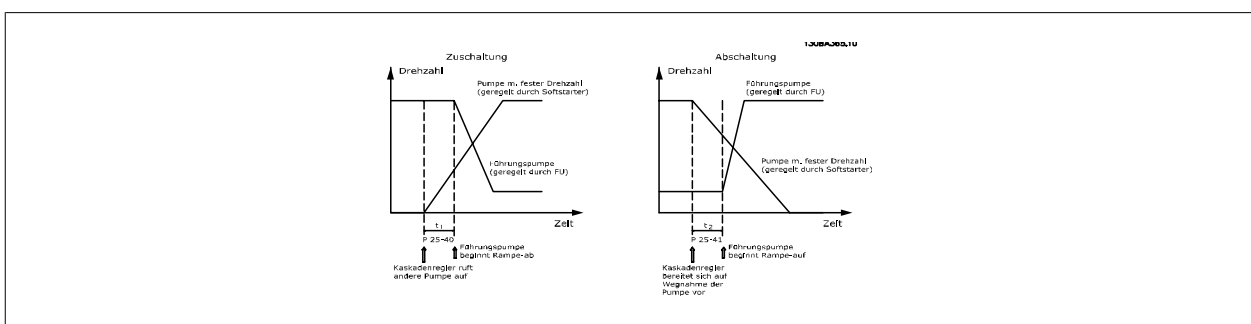 130BA365.10
Zuschaltung
Drehzahl
Pumpe m. fester Drehzahl
(geregelt durch Softstarter)
Führungspumpe
(geregelt durch FU)
Zeit
t1
P 25-40
Führungspumpe
beginnt Rampe-ab
Kaskadenregler ruft
andere Pumpe auf
Abschaltung
Drehzahl
Führungspumpe
(geregelt durch FU)
Pumpe m. fester Drehzahl
(geregelt durch Softstarter)
Zeit
t2
P 25-41
Führungspumpe
beginnt Rampe-auf
Kaskadenregler
bereitet sich auf
Wegnahme der
Pumpe vor